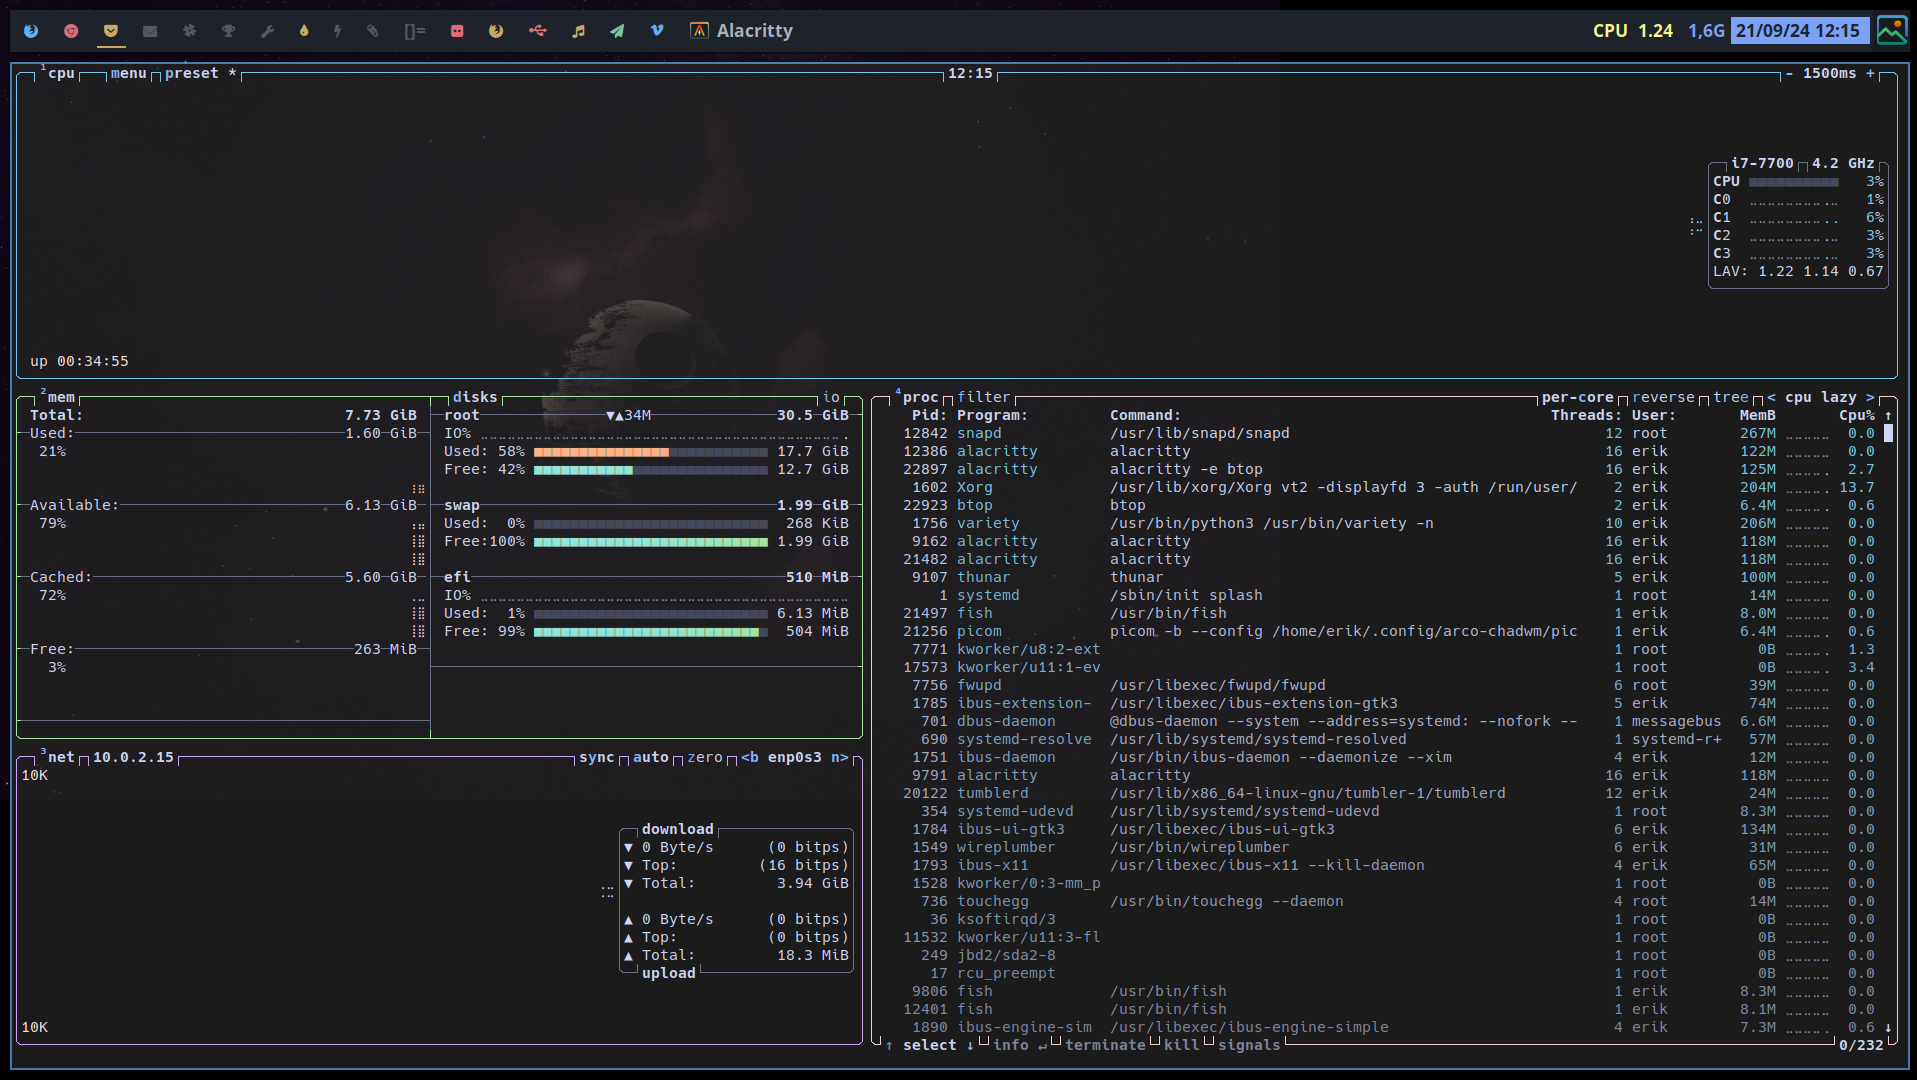 []= Alacritty CPU 1.24 1,6G 21/09/24 12:15
1cpu menu preset * 12:15 - 1500ms +
i7-7700 4.2 GHz
CPU 3%
C0 1%
C1 6%
C2 3%
C3 3%
LAV: 1.22 1.14 0.67
up 00:34:55
2mem
Total: 7.73 GiB
Used: 1.60 GiB
21%
Available: 6.13 GiB
79%
Cached: 5.60 GiB
72%
Free: 263 MiB
3%
disks io
root ▼▲34M 30.5 GiB
IO%
Used: 58% 17.7 GiB
Free: 42% 12.7 GiB
swap 1.99 GiB
Used: 0% 268 KiB
Free:100% 1.99 GiB
efi 510 MiB
IO%
Used: 1% 6.13 MiB
Free: 99% 504 MiB
3net 10.0.2.15 sync auto zero <b enp0s3 n>
10K
download
▼ 0 Byte/s (0 bitps)
▼ Top: (16 bitps)
▼ Total: 3.94 GiB
▲ 0 Byte/s (0 bitps)
▲ Top: (0 bitps)
▲ Total: 18.3 MiB
upload
10K
4proc filter per-core reverse tree < cpu lazy >
Pid: Program: Command: Threads: User: MemB Cpu% ↑
12842 snapd /usr/lib/snapd/snapd 12 root 267M 0.0
12386 alacritty alacritty 16 erik 122M 0.0
22897 alacritty alacritty -e btop 16 erik 125M 2.7
1602 Xorg /usr/lib/xorg/Xorg vt2 -displayfd 3 -auth /run/user/ 2 erik 204M 13.7
22923 btop btop 2 erik 6.4M 0.6
1756 variety /usr/bin/python3 /usr/bin/variety -n 10 erik 206M 0.0
9162 alacritty alacritty 16 erik 118M 0.0
21482 alacritty alacritty 16 erik 118M 0.0
9107 thunar thunar 5 erik 100M 0.0
1 systemd /sbin/init splash 1 root 14M 0.0
21497 fish /usr/bin/fish 1 erik 8.0M 0.0
21256 picom picom -b --config /home/erik/.config/arco-chadwm/pic 1 erik 6.4M 0.6
7771 kworker/u8:2-ext 1 root 0B 1.3
17573 kworker/u11:1-ev 1 root 0B 3.4
7756 fwupd /usr/libexec/fwupd/fwupd 6 root 39M 0.0
1785 ibus-extension- /usr/libexec/ibus-extension-gtk3 5 erik 74M 0.0
701 dbus-daemon @dbus-daemon --system --address=systemd: --nofork -- 1 messagebus 6.6M 0.0
690 systemd-resolve /usr/lib/systemd/systemd-resolved 1 systemd-r+ 57M 0.0
1751 ibus-daemon /usr/bin/ibus-daemon --daemonize --xim 4 erik 12M 0.0
9791 alacritty alacritty 16 erik 118M 0.0
20122 tumblerd /usr/lib/x86_64-linux-gnu/tumbler-1/tumblerd 12 erik 24M 0.0
354 systemd-udevd /usr/lib/systemd/systemd-udevd 1 root 8.3M 0.0
1784 ibus-ui-gtk3 /usr/libexec/ibus-ui-gtk3 6 erik 134M 0.0
1549 wireplumber /usr/bin/wireplumber 6 erik 31M 0.0
1793 ibus-x11 /usr/libexec/ibus-x11 --kill-daemon 4 erik 65M 0.0
1528 kworker/0:3-mm_p 1 root 0B 0.0
736 touchegg /usr/bin/touchegg --daemon 4 root 14M 0.0
36 ksoftirqd/3 1 root 0B 0.0
11532 kworker/u11:3-fl 1 root 0B 0.0
249 jbd2/sda2-8 1 root 0B 0.0
17 rcu_preempt 1 root 0B 0.0
9806 fish /usr/bin/fish 1 erik 8.3M 0.0
12401 fish /usr/bin/fish 1 erik 8.1M 0.0
1890 ibus-engine-sim /usr/libexec/ibus-engine-simple 4 erik 7.3M 0.6 ↓
↑ select ↓ info ↵ terminate kill signals 0/232